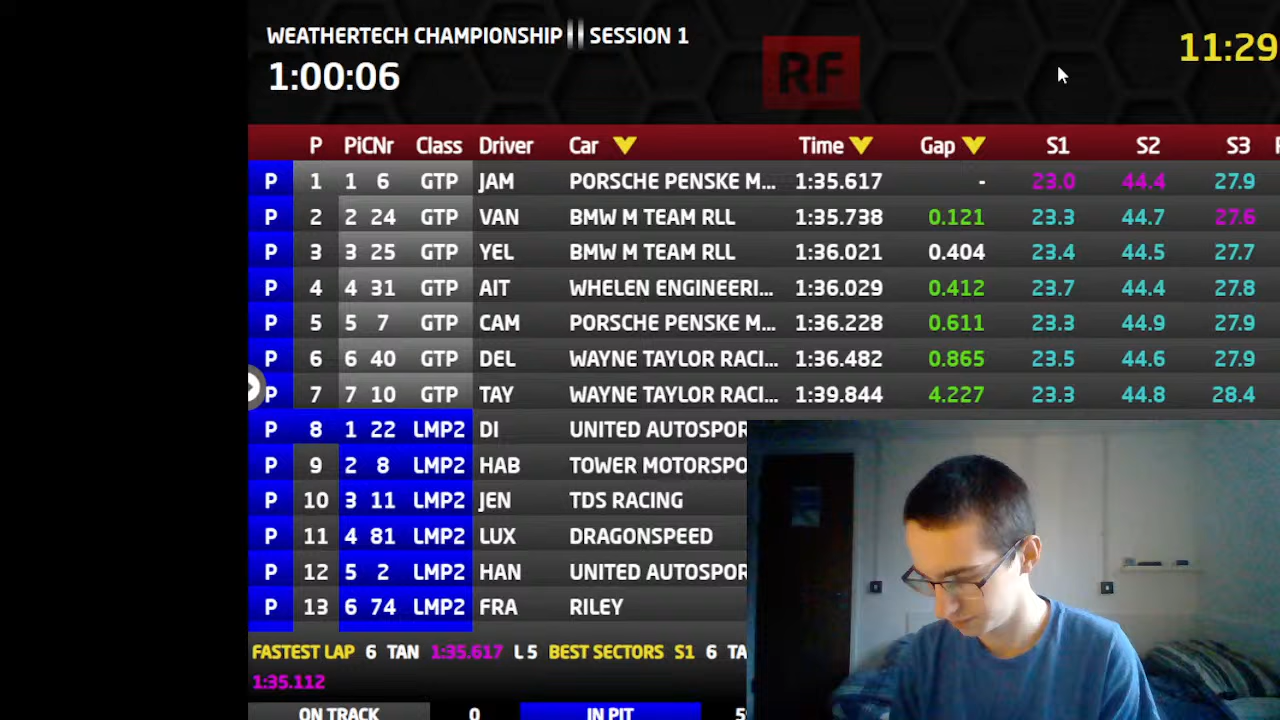 WEATHERTECH CHAMPIONSHIP SESSION 1
1:00:06
RF
11:29
P PiCNr Class Driver Car Time Gap S1 S2 S3
P 1 1 6 GTP JAM PORSCHE PENSKE M... 1:35.617 - 23.0 44.4 27.9
P 2 2 24 GTP VAN BMW M TEAM RLL 1:35.738 0.121 23.3 44.7 27.6
P 3 3 25 GTP YEL BMW M TEAM RLL 1:36.021 0.404 23.4 44.5 27.7
P 4 4 31 GTP AIT WHELEN ENGINEERI... 1:36.029 0.412 23.7 44.4 27.8
P 5 5 7 GTP CAM PORSCHE PENSKE M... 1:36.228 0.611 23.3 44.9 27.9
P 6 6 40 GTP DEL WAYNE TAYLOR RACI... 1:36.482 0.865 23.5 44.6 27.9
P 7 7 10 GTP TAY WAYNE TAYLOR RACI... 1:39.844 4.227 23.3 44.8 28.4
P 8 1 22 LMP2 DI UNITED AUTOSPOR
P 9 2 8 LMP2 HAB TOWER MOTORSPO
P 10 3 11 LMP2 JEN TDS RACING
P 11 4 81 LMP2 LUX DRAGONSPEED
P 12 5 2 LMP2 HAN UNITED AUTOSPOR
P 13 6 74 LMP2 FRA RILEY
FASTEST LAP 6 TAN 1:35.617 L 5 BEST SECTORS S1 6 TA
1:35.112
ON TRACK 0 IN PIT 5